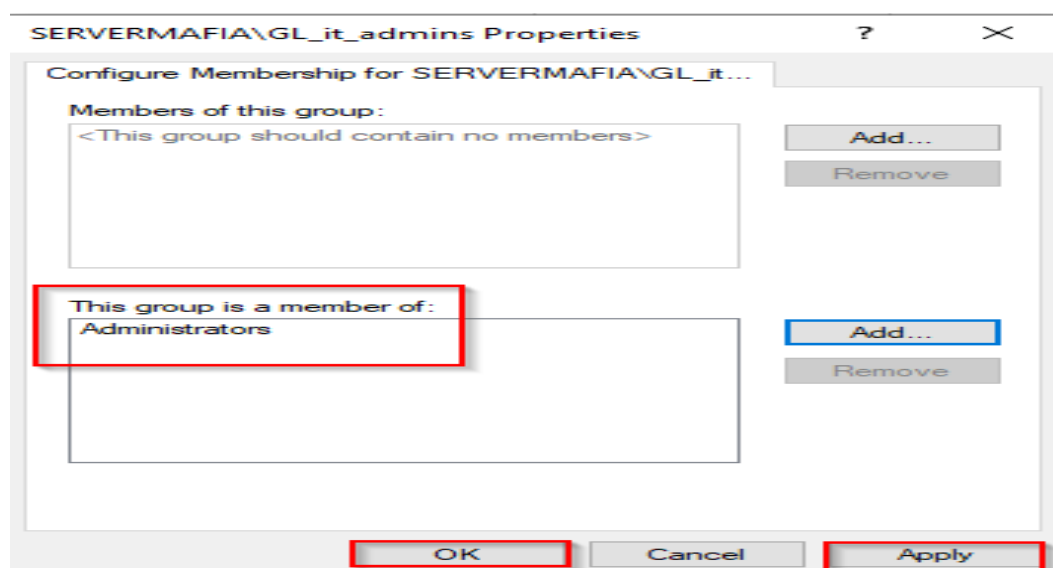 SERVERMAFIA\GL_it_admins Properties
?
Configure Membership for SERVERMAFIA\GL_it...
Members of this group:
<This group should contain no members>
Add...
Remove
This group is a member of:
Administrators
Add...
Remove
OK
Cancel
Apply